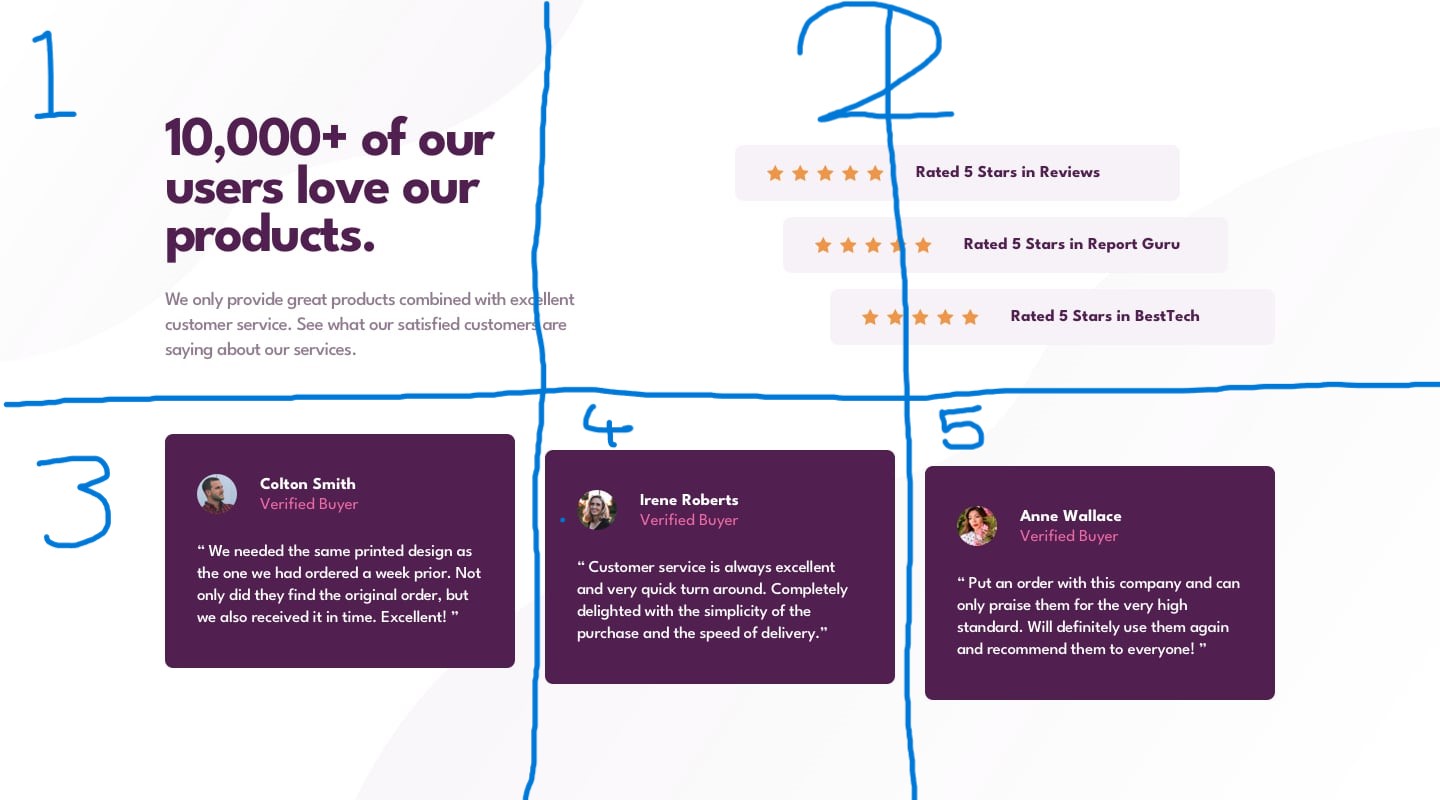 1
2
10,000+ of our
users love our
products.
We only provide great products combined with excellent
customer service. See what our satisfied customers are
saying about our services.
Rated 5 Stars in Reviews
Rated 5 Stars in Report Guru
Rated 5 Stars in BestTech
3
Colton Smith
Verified Buyer
“ We needed the same printed design as
the one we had ordered a week prior. Not
only did they find the original order, but
we also received it in time. Excellent! ”
4
Irene Roberts
Verified Buyer
“ Customer service is always excellent
and very quick turn around. Completely
delighted with the simplicity of the
purchase and the speed of delivery.”
5
Anne Wallace
Verified Buyer
“ Put an order with this company and can
only praise them for the very high
standard. Will definitely use them again
and recommend them to everyone! ”